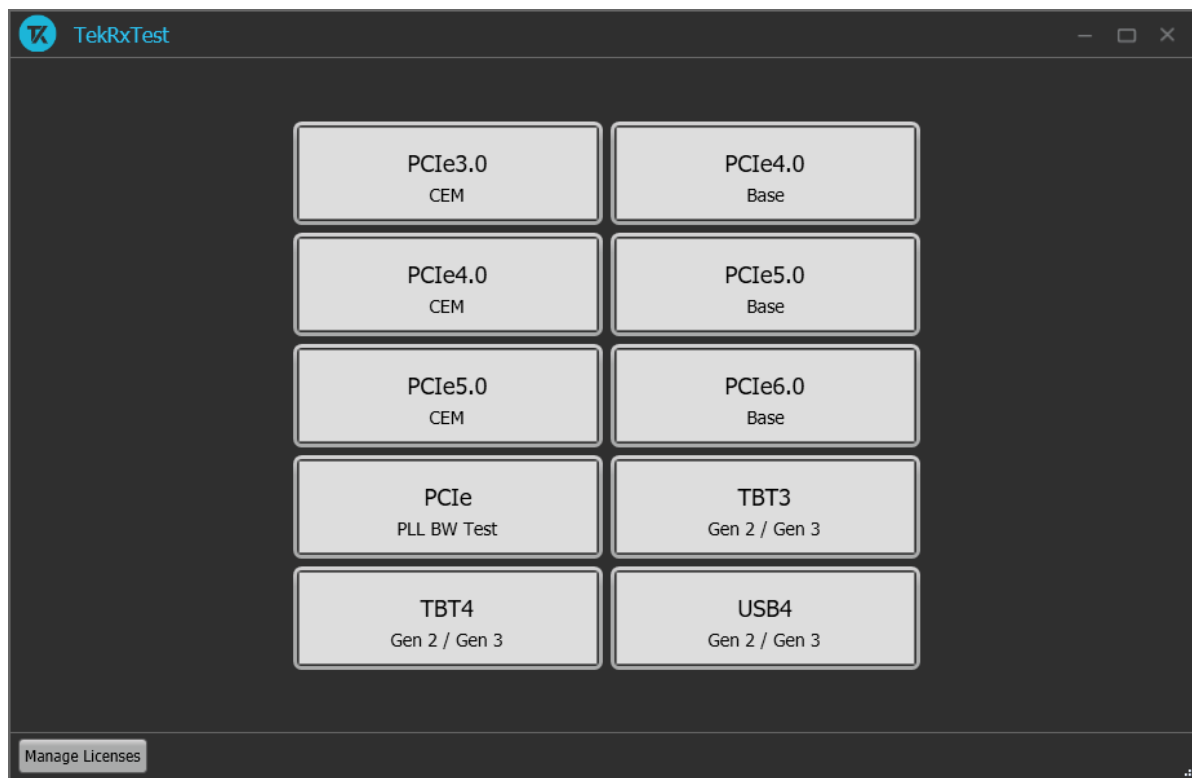 TekRxTest
PCIe3.0
CEM
PCIe4.0
Base
PCIe4.0
CEM
PCIe5.0
Base
PCIe5.0
CEM
PCIe6.0
Base
PCIe
PLL BW Test
TBT3
Gen 2 / Gen 3
TBT4
Gen 2 / Gen 3
USB4
Gen 2 / Gen 3
Manage Licenses